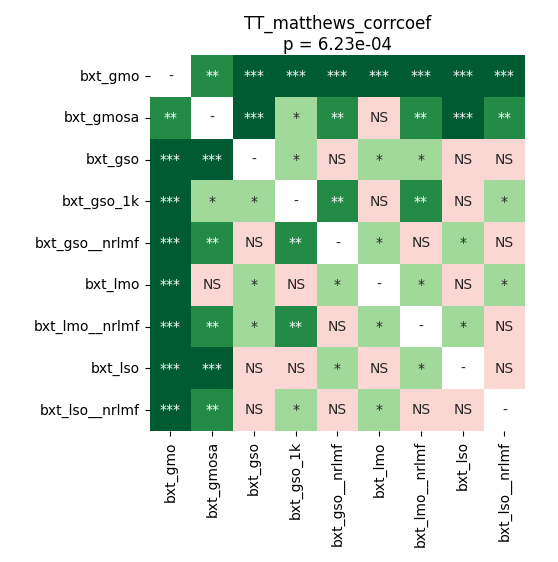 TT_matthews_corrcoef
p = 6.23e-04
bxt_gmo - ** *** *** *** *** *** *** ***
bxt_gmosa ** - *** * ** NS ** *** **
bxt_gso *** *** - * NS * * NS NS
bxt_gso_1k *** * * - ** NS ** NS *
bxt_gso__nrlmf *** ** NS ** - * NS * NS
bxt_lmo *** NS * NS * - * NS *
bxt_lmo__nrlmf *** ** * ** NS * - * NS
bxt_lso *** *** NS NS * NS * - NS
bxt_lso__nrlmf *** ** NS * NS * NS NS -
bxt_gmo
bxt_gmosa
bxt_gso
bxt_gso_1k
bxt_gso__nrlmf
bxt_lmo
bxt_lmo__nrlmf
bxt_lso
bxt_lso__nrlmf